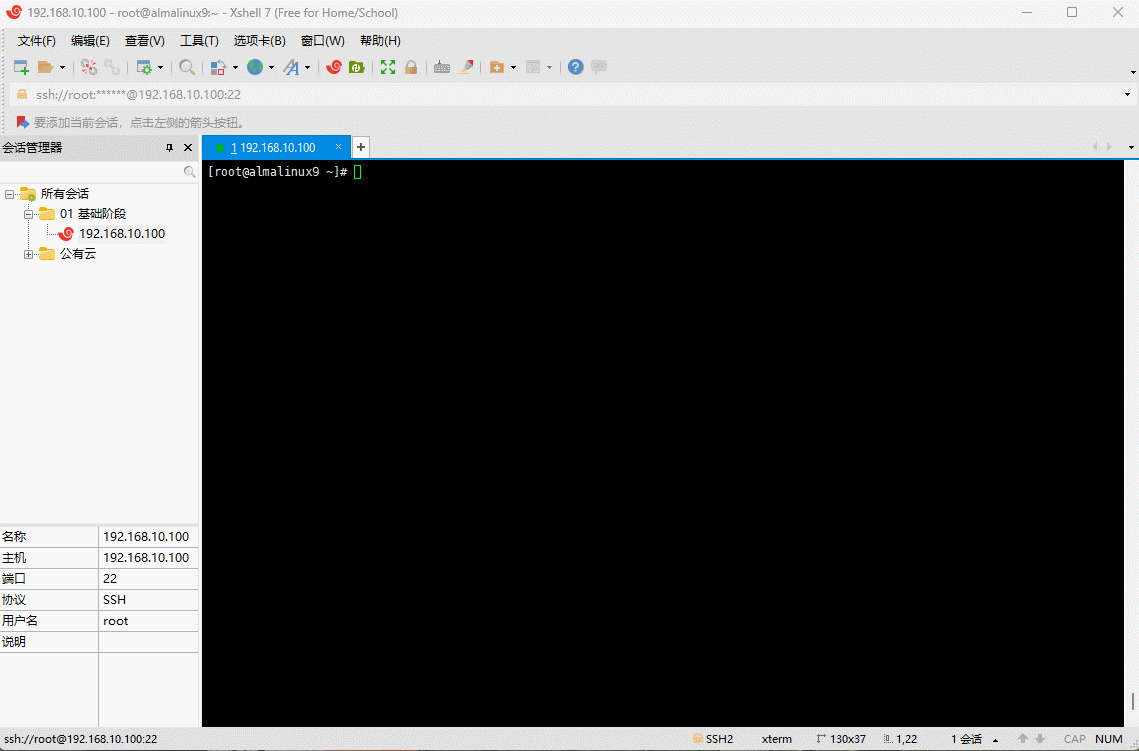 192.168.10.100 - root@almalinux9:~ - Xshell 7 (Free for Home/School)
文件(F) 编辑(E) 查看(V) 工具(T) 选项卡(B) 窗口(W) 帮助(H)
ssh://root:******@192.168.10.100:22
要添加当前会话，点击左侧的箭头按钮。
会话管理器
1 192.168.10.100
[root@almalinux9 ~]#
所有会话
01 基础阶段
192.168.10.100
公有云
名称 192.168.10.100
主机 192.168.10.100
端口 22
协议 SSH
用户名 root
说明
ssh://root@192.168.10.100:22 SSH2 xterm 130x37 1,22 1 会话 CAP NUM